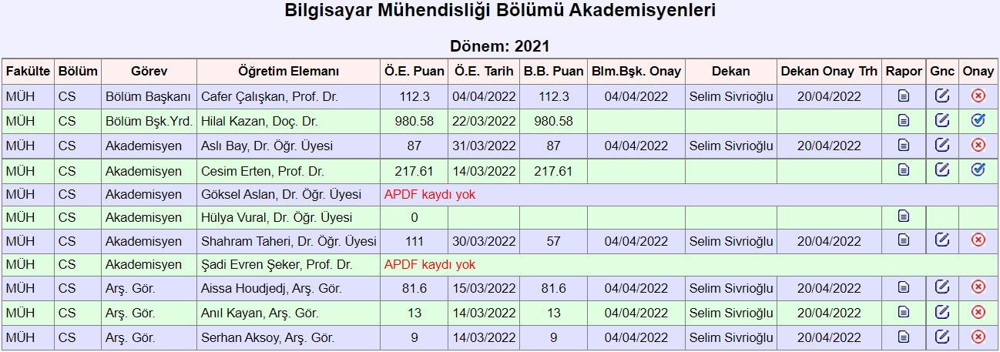 Bilgisayar Mühendisliği Bölümü Akademisyenleri
Dönem: 2021
Fakülte Bölüm Görev Öğretim Elemanı Ö.E. Puan Ö.E. Tarih B.B. Puan Blm.Bşk. Onay Dekan Dekan Onay Trh Rapor Gnc Onay
MÜH CS Bölüm Başkanı Cafer Çalışkan, Prof. Dr. 112.3 04/04/2022 112.3 04/04/2022 Selim Sivrioğlu 20/04/2022
MÜH CS Bölüm Bşk.Yrd. Hilal Kazan, Doç. Dr. 980.58 22/03/2022 980.58
MÜH CS Akademisyen Aslı Bay, Dr. Öğr. Üyesi 87 31/03/2022 87 04/04/2022 Selim Sivrioğlu 20/04/2022
MÜH CS Akademisyen Cesim Erten, Prof. Dr. 217.61 14/03/2022 217.61
MÜH CS Akademisyen Göksel Aslan, Dr. Öğr. Üyesi APDF kaydı yok
MÜH CS Akademisyen Hülya Vural, Dr. Öğr. Üyesi 0
MÜH CS Akademisyen Shahram Taheri, Dr. Öğr. Üyesi 111 30/03/2022 57 04/04/2022 Selim Sivrioğlu 20/04/2022
MÜH CS Akademisyen Şadi Evren Şeker, Prof. Dr. APDF kaydı yok
MÜH CS Arş. Gör. Aissa Houdjedj, Arş. Gör. 81.6 15/03/2022 81.6 04/04/2022 Selim Sivrioğlu 20/04/2022
MÜH CS Arş. Gör. Anıl Kayan, Arş. Gör. 13 14/03/2022 13 04/04/2022 Selim Sivrioğlu 20/04/2022
MÜH CS Arş. Gör. Serhan Aksoy, Arş. Gör. 9 14/03/2022 9 04/04/2022 Selim Sivrioğlu 20/04/2022